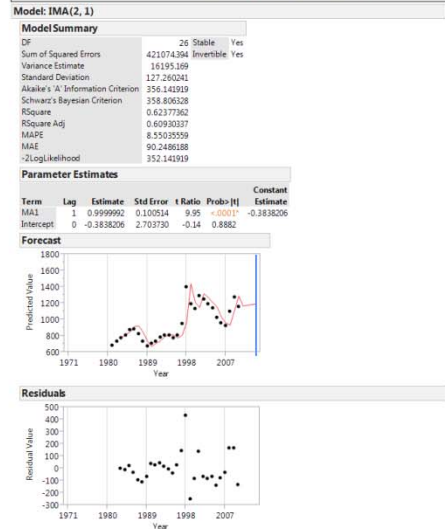 Model: IMA(2, 1)
Model Summary
DF 26 Stable Yes
Sum of Squared Errors 421074.394 Invertible Yes
Variance Estimate 16195.169
Standard Deviation 127.260241
Akaike's 'A' Information Criterion 356.141919
Schwarz's Bayesian Criterion 358.806328
RSquare 0.62377362
RSquare Adj 0.60930337
MAPE 8.55035559
MAE 90.2486188
-2LogLikelihood 352.141919
Parameter Estimates
Term Lag Estimate Std Error t Ratio Prob>|t| Constant Estimate
MA1 1 0.9999992 0.100514 9.95 <.0001* -0.3838206
Intercept 0 -0.3838206 2.703730 -0.14 0.8882
Forecast
Predicted Value
1800
1600
1400
1200
1000
800
600
1971 1980 1989 1998 2007
Year
Residuals
Residual Value
500
400
300
200
100
0
-100
-200
-300
1971 1980 1989 1998 2007
Year